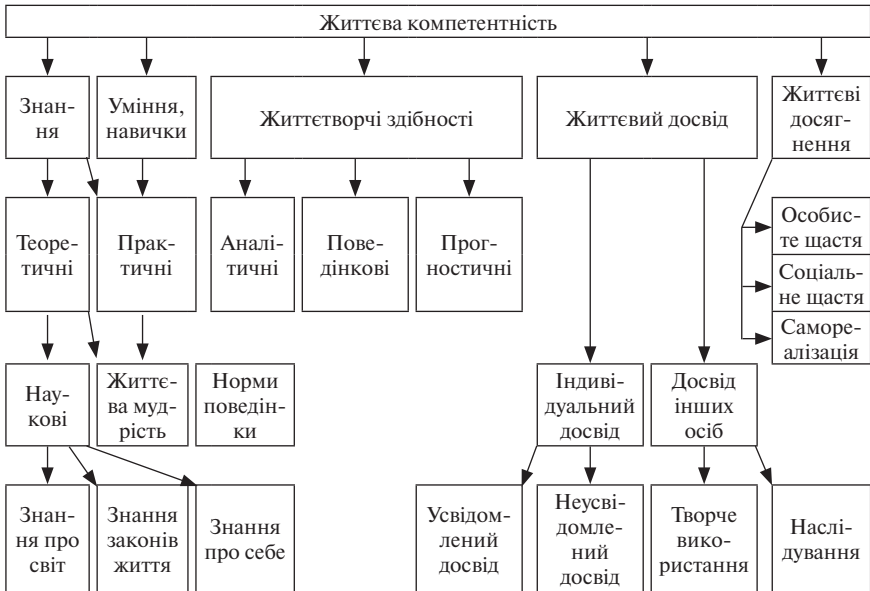 Життєва компетентність
Знан-
ня
Уміння,
навички
Життєтворчі здібності
Життєвий досвід
Життєві
досяг-
нення
Теоре-
тичні
Прак-
тичні
Аналі-
тичні
Пове-
дінкові
Прог-
ностичні
Особис-
те щастя
Соціаль-
не щастя
Саморе-
алізація
Нау-
кові
Життє-
ва муд-
рість
Норми
поведін-
ки
Індиві-
дуальний
досвід
Досвід
інших
осіб
Знан-
ня про
світ
Знання
законів
життя
Знання
про себе
Усвідом-
лений
досвід
Неусві-
домле-
ний
досвід
Творче
вико-
ристання
Наслі-
дування